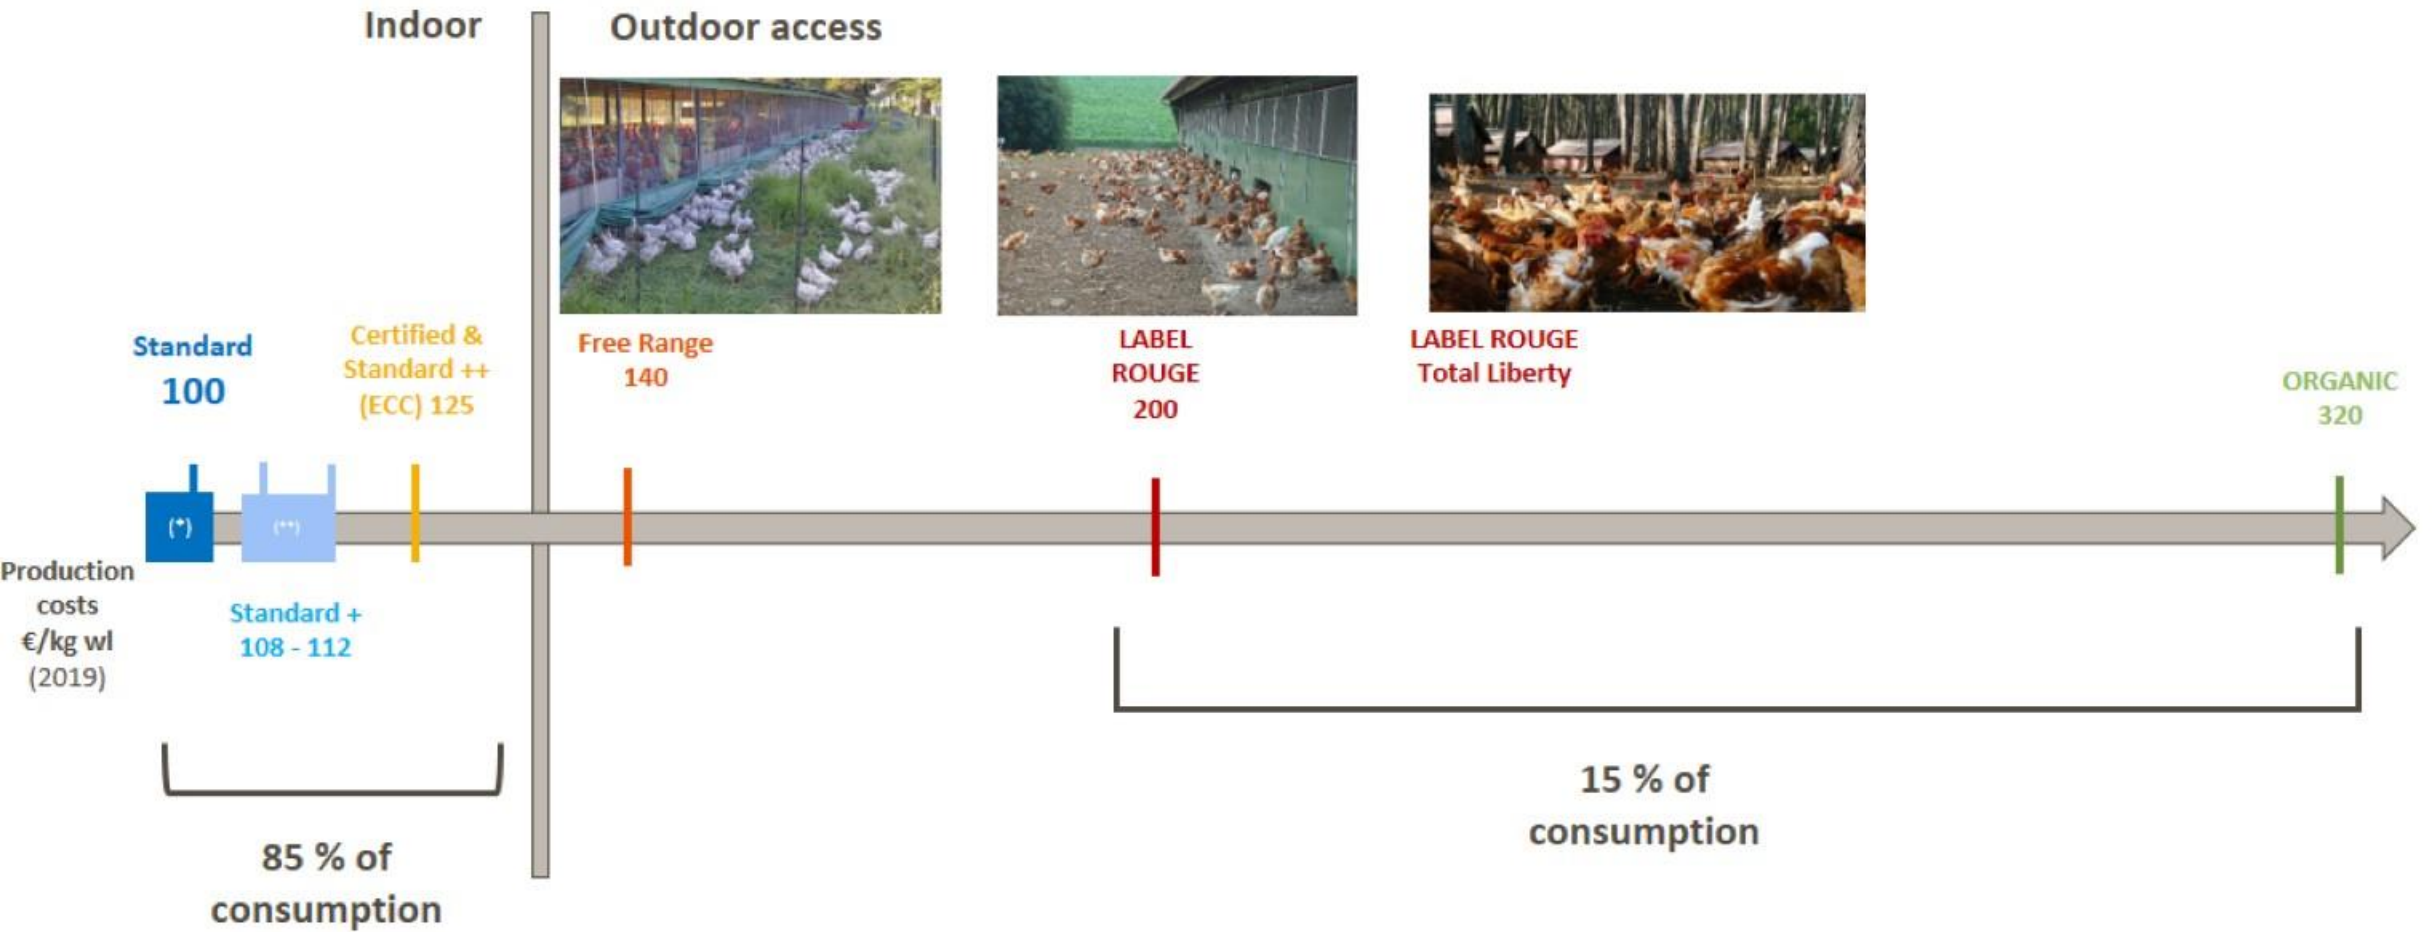 Indoor
Outdoor access
Standard
100
Certified &
Standard ++
(ECC) 125
Free Range
140
LABEL
ROUGE
200
LABEL ROUGE
Total Liberty
ORGANIC
320
(*)
(**)
Production
costs
€/kg wl
(2019)
Standard +
108 - 112
85 % of
consumption
15 % of
consumption